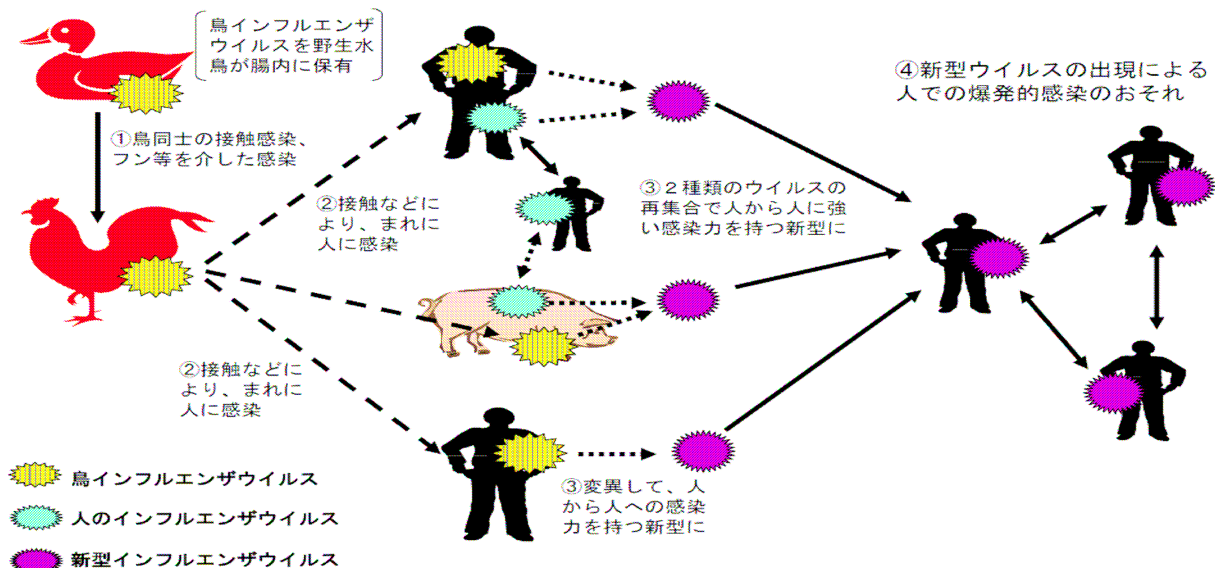 鳥インフルエンザ
ウイルスを野生水
鳥が腸内に保有
①鳥同士の接触感染、
フン等を介した感染
②接触などに
より、まれに
人に感染
③２種類のウイルスの
再集合で人から人に強
い感染力を持つ新型に
④新型ウイルスの出現による
人での爆発的感染のおそれ
②接触などに
より、まれに
人に感染
③変異して、人
から人への感染
力を持つ新型に
鳥インフルエンザウイルス
人のインフルエンザウイルス
新型インフルエンザウイルス